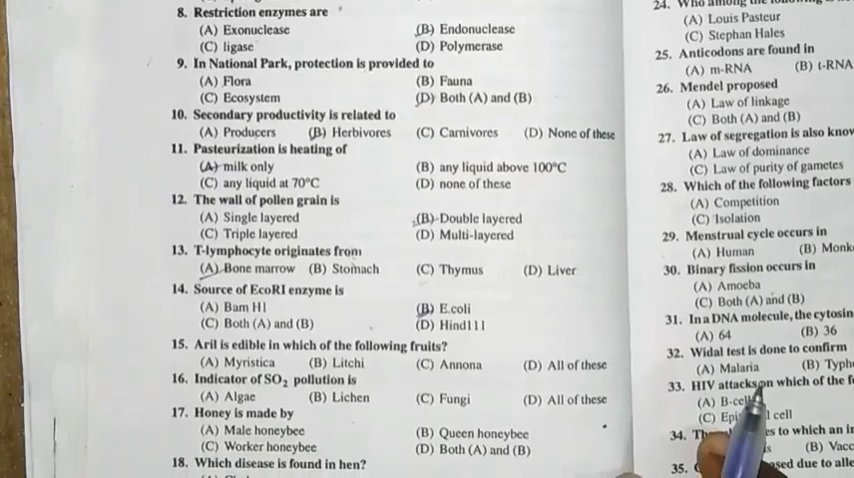 8. Restriction enzymes are
(A) Exonuclease (B) Endonuclease
(C) ligase (D) Polymerase
9. In National Park, protection is provided to
(A) Flora (B) Fauna
(C) Ecosystem (D) Both (A) and (B)
10. Secondary productivity is related to
(A) Producers (B) Herbivores (C) Carnivores (D) None of these
11. Pasteurization is heating of
(A) milk only (B) any liquid above 100°C
(C) any liquid at 70°C (D) none of these
12. The wall of pollen grain is
(A) Single layered (B) Double layered
(C) Triple layered (D) Multi-layered
13. T-lymphocyte originates from
(A) Bone marrow (B) Stomach (C) Thymus (D) Liver
14. Source of EcoRI enzyme is
(A) Bam HI (B) E.coli
(C) Both (A) and (B) (D) Hind111
15. Aril is edible in which of the following fruits?
(A) Myristica (B) Litchi (C) Annona (D) All of these
16. Indicator of SO₂ pollution is
(A) Algae (B) Lichen (C) Fungi (D) All of these
17. Honey is made by
(A) Male honeybee (B) Queen honeybee
(C) Worker honeybee (D) Both (A) and (B)
18. Which disease is found in hen?
24. Who among the
(A) Louis Pasteur
(C) Stephan Hales
25. Anticodons are found in
(A) m-RNA (B) t-RNA
26. Mendel proposed
(A) Law of linkage
(C) Both (A) and (B)
27. Law of segregation is also know
(A) Law of dominance
(C) Law of purity of gametes
28. Which of the following factors
(A) Competition
(C) Isolation
29. Menstrual cycle occurs in
(A) Human (B) Monk
30. Binary fission occurs in
(A) Amoeba
(C) Both (A) and (B)
31. In a DNA molecule, the cytosin
(A) 64 (B) 36
32. Widal test is done to confirm
(A) Malaria (B) Typh
33. HIV attacks on which of the f
(A) B-cell
(C) Epi l cell
34. Th es to which an i
(B) Vacc
35. sed due to alle